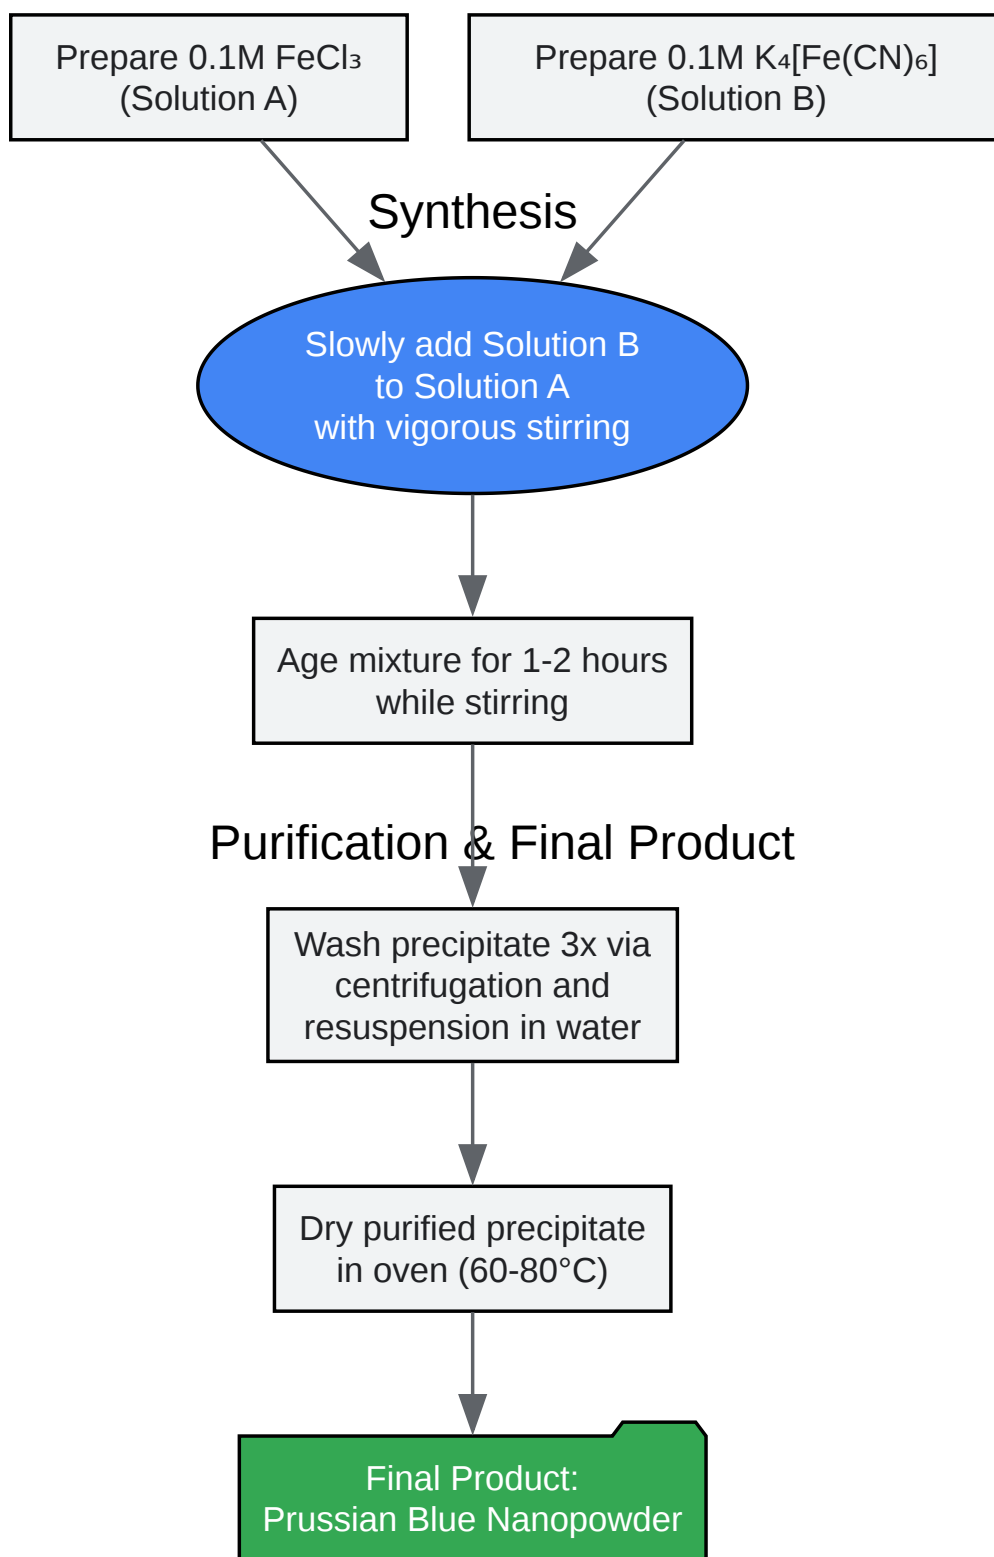 Prepare 0.1M FeCl₃
(Solution A)
Prepare 0.1M K₄[Fe(CN)₆]
(Solution B)
Synthesis
Slowly add Solution B
to Solution A
with vigorous stirring
Age mixture for 1-2 hours
while stirring
Purification & Final Product
Wash precipitate 3x via
centrifugation and
resuspension in water
Dry purified precipitate
in oven (60-80°C)
Final Product:
Prussian Blue Nanopowder